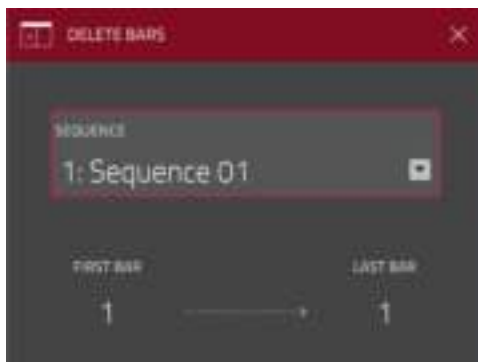 DELETE BARS
SEQUENCE
1: Sequence 01
FIRST BAR LAST BAR
1 1